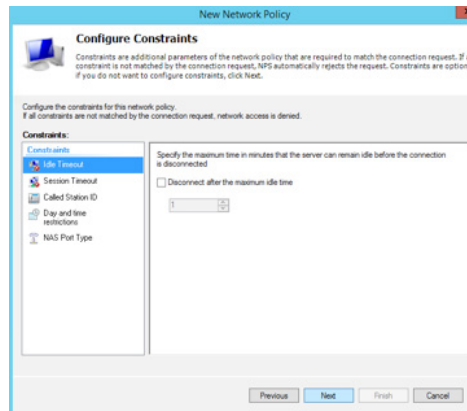 New Network Policy
Configure Constraints
Constraints are additional parameters of the network policy that are required to match the connection request. If a
constraint is not matched by the connection request, NPS automatically rejects the request. Constraints are option
if you do not want to configure constraints, click Next.
Configure the constraints for this network policy.
If all constraints are not matched by the connection request, network access is denied.
Constraints:
Constraints
Idle Timeout
Session Timeout
Called Station ID
Day and time
restrictions
NAS Port Type
Specify the maximum time in minutes that the server can remain idle before the connection
is disconnected
Disconnect after the maximum idle time
1
Previous
Next
Finish
Cancel